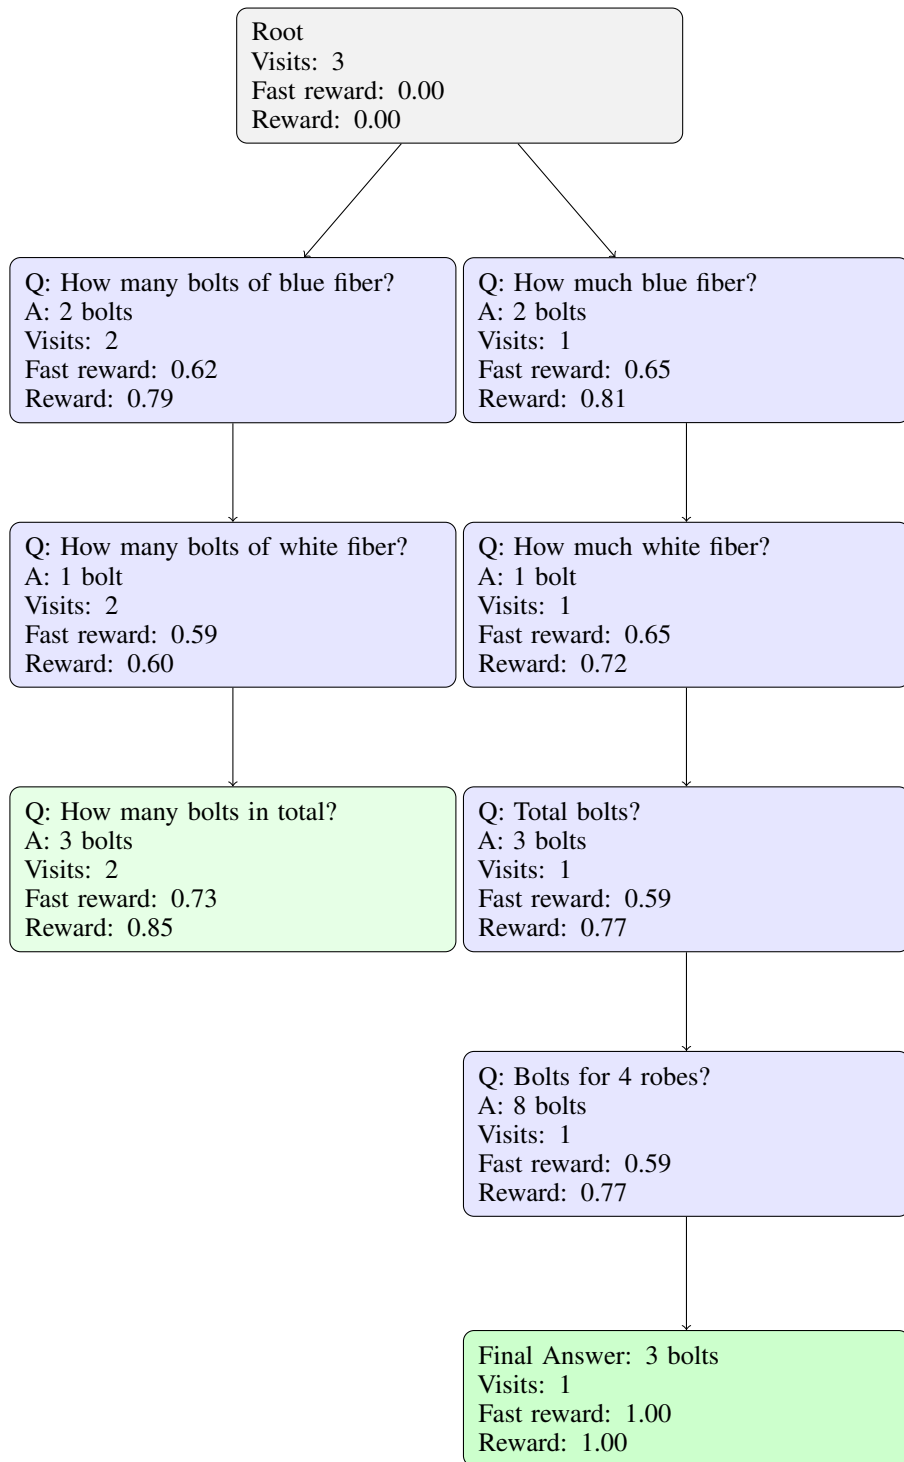 Root
Visits: 3
Fast reward: 0.00
Reward: 0.00
Q: How many bolts of blue fiber?
A: 2 bolts
Visits: 2
Fast reward: 0.62
Reward: 0.79
Q: How much blue fiber?
A: 2 bolts
Visits: 1
Fast reward: 0.65
Reward: 0.81
Q: How many bolts of white fiber?
A: 1 bolt
Visits: 2
Fast reward: 0.59
Reward: 0.60
Q: How much white fiber?
A: 1 bolt
Visits: 1
Fast reward: 0.65
Reward: 0.72
Q: How many bolts in total?
A: 3 bolts
Visits: 2
Fast reward: 0.73
Reward: 0.85
Q: Total bolts?
A: 3 bolts
Visits: 1
Fast reward: 0.59
Reward: 0.77
Q: Bolts for 4 robes?
A: 8 bolts
Visits: 1
Fast reward: 0.59
Reward: 0.77
Final Answer: 3 bolts
Visits: 1
Fast reward: 1.00
Reward: 1.00